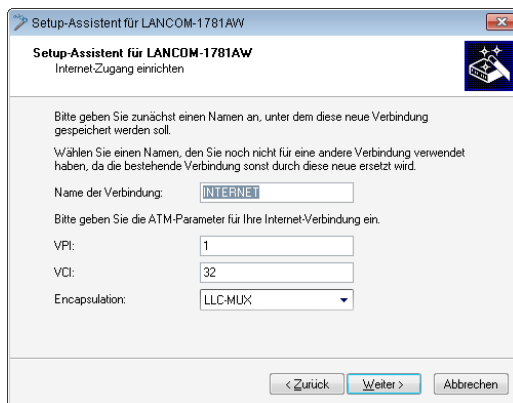 Setup-Assistent für LANCOM-1781AW
Setup-Assistent für LANCOM-1781AW
Internet-Zugang einrichten
Bitte geben Sie zunächst einen Namen an, unter dem diese neue Verbindung
gespeichert werden soll.
Wählen Sie einen Namen, den Sie noch nicht für eine andere Verbindung verwendet
haben, da die bestehende Verbindung sonst durch diese neue ersetzt wird.
Name der Verbindung: INTERNET
Bitte geben Sie die ATM-Parameter für Ihre Internet-Verbindung ein.
VPI: 1
VCI: 32
Encapsulation: LLC-MUX
< Zurück Weiter > Abbrechen